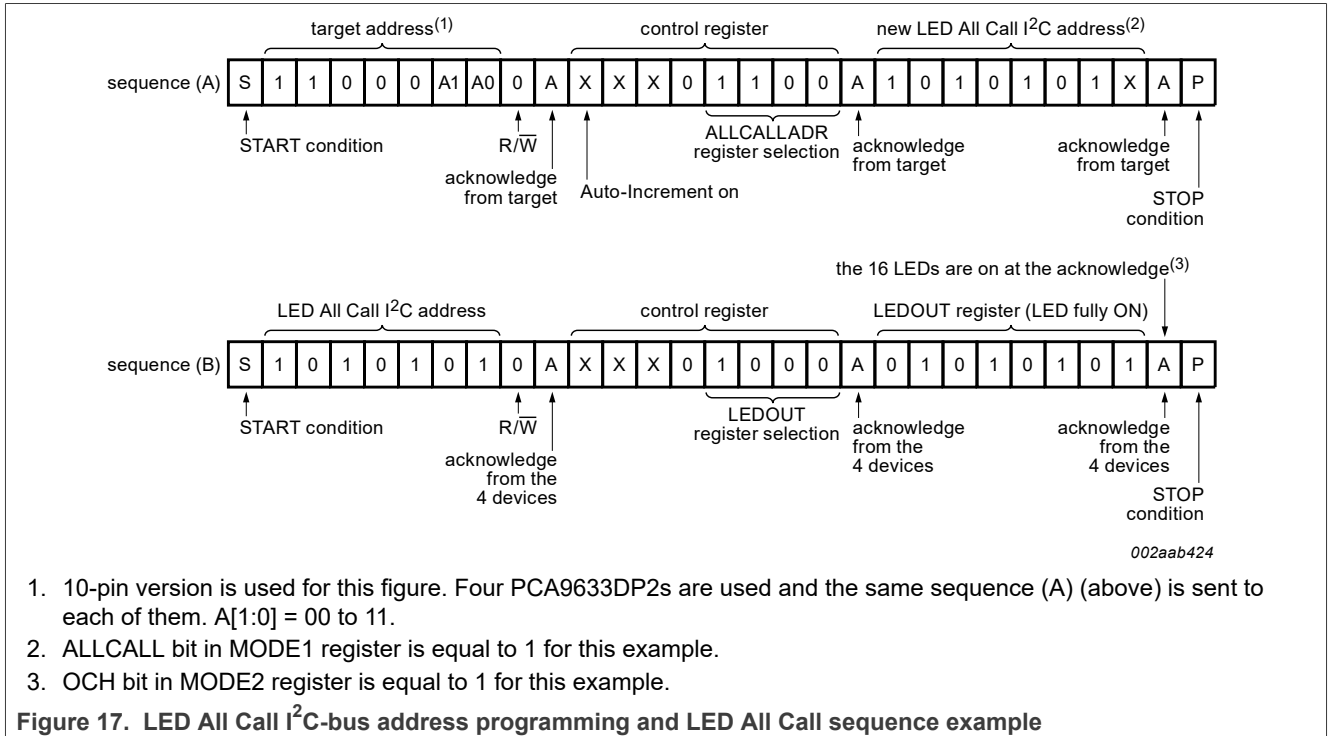 target address(1) control register new LED All Call I2C address(2)
sequence (A) S 1 1 0 0 0 A1 A0 0 A X X X 0 1 1 0 0 A 1 0 1 0 1 0 1 X A P
START condition
R/W̅
acknowledge
from target
Auto-Increment on
ALLCALLADR
register selection
acknowledge
from target
acknowledge
from target
STOP
condition
the 16 LEDs are on at the acknowledge(3)
LED All Call I2C address control register LEDOUT register (LED fully ON)
sequence (B) S 1 0 1 0 1 0 1 0 A X X X 0 1 0 0 0 A 0 1 0 1 0 1 0 1 A P
START condition
R/W̅
acknowledge
from the
4 devices
LEDOUT
register selection
acknowledge
from the
4 devices
acknowledge
from the
4 devices
STOP
condition
002aab424
1. 10-pin version is used for this figure. Four PCA9633DP2s are used and the same sequence (A) (above) is sent to
each of them. A[1:0] = 00 to 11.
2. ALLCALL bit in MODE1 register is equal to 1 for this example.
3. OCH bit in MODE2 register is equal to 1 for this example.
Figure 17. LED All Call I2C-bus address programming and LED All Call sequence example